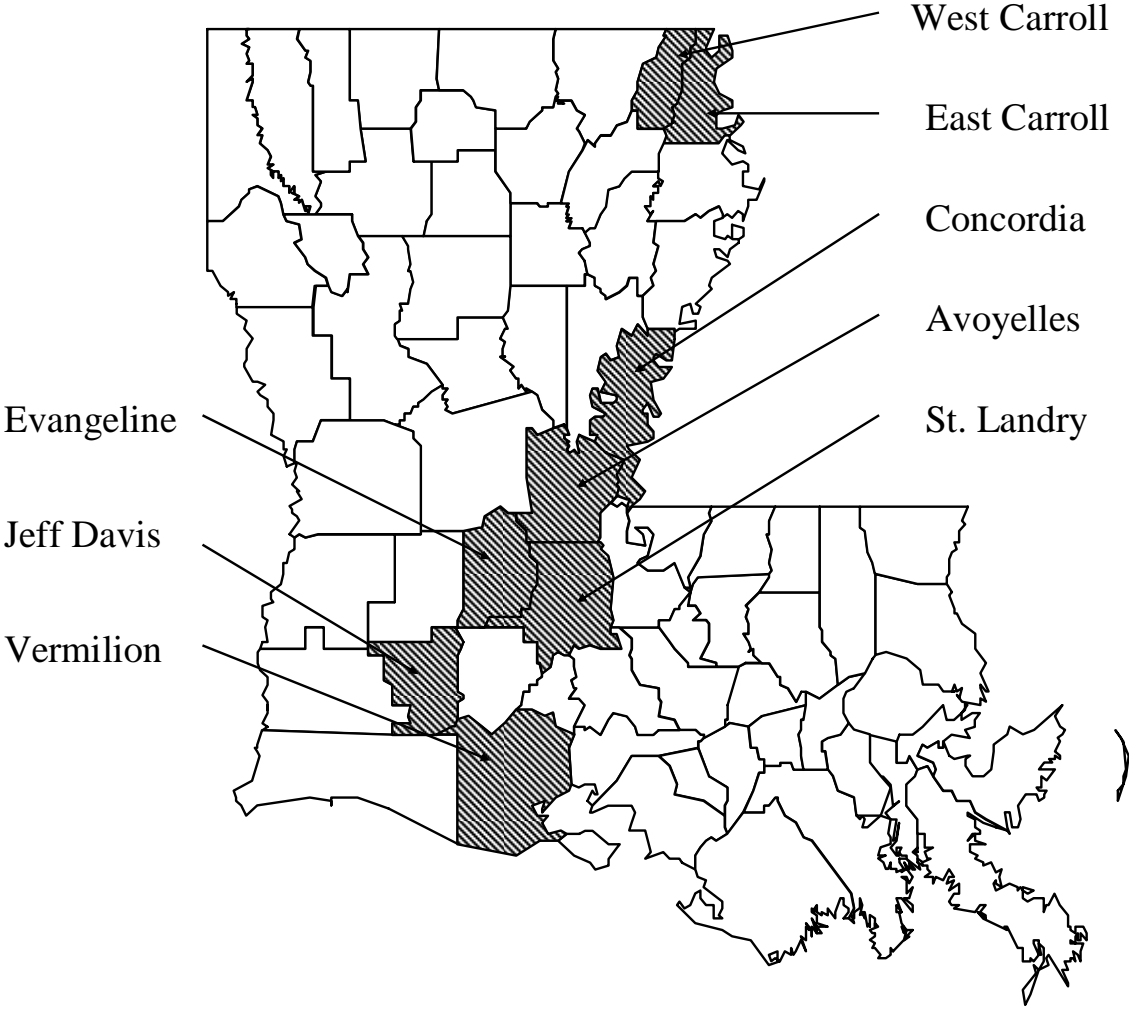 West Carroll
East Carroll
Concordia
Avoyelles
Evangeline
St. Landry
Jeff Davis
Vermilion